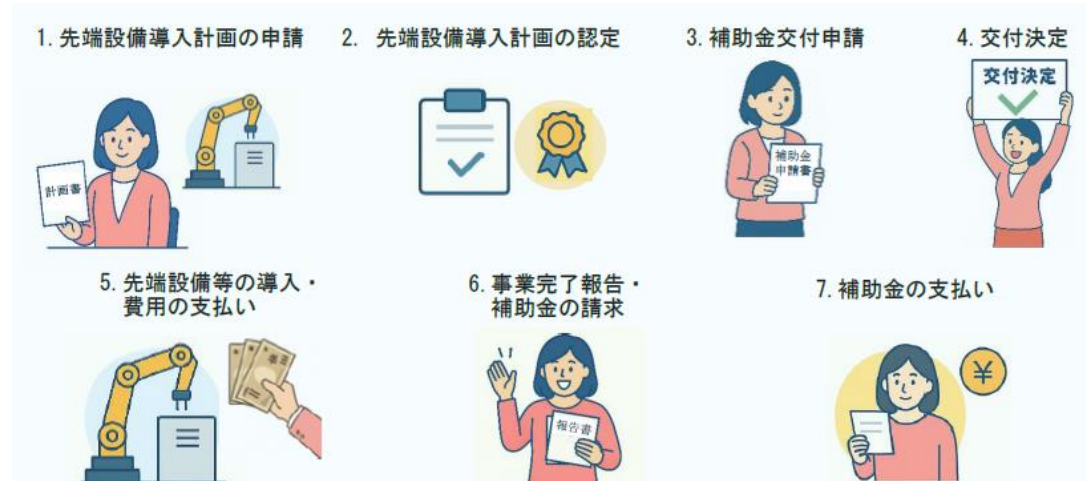 1. 先端設備導入計画の申請
2. 先端設備導入計画の認定
3. 補助金交付申請
4. 交付決定
計画書
補助金
申請書
交付決定
5. 先端設備等の導入・
費用の支払い
6. 事業完了報告・
補助金の請求
7. 補助金の支払い
報告書
¥